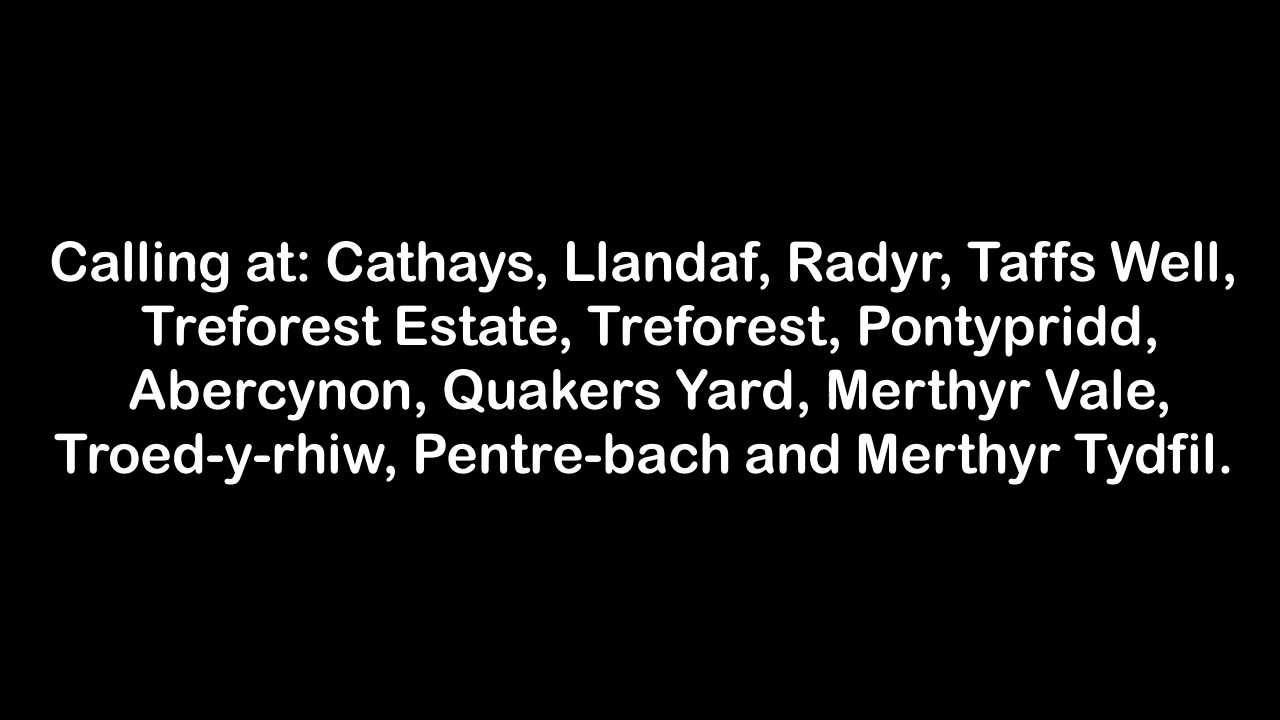 Calling at: Cathays, Llandaf, Radyr, Taffs Well,
Treforest Estate, Treforest, Pontypridd,
Abercynon, Quakers Yard, Merthyr Vale,
Troed-y-rhiw, Pentre-bach and Merthyr Tydfil.